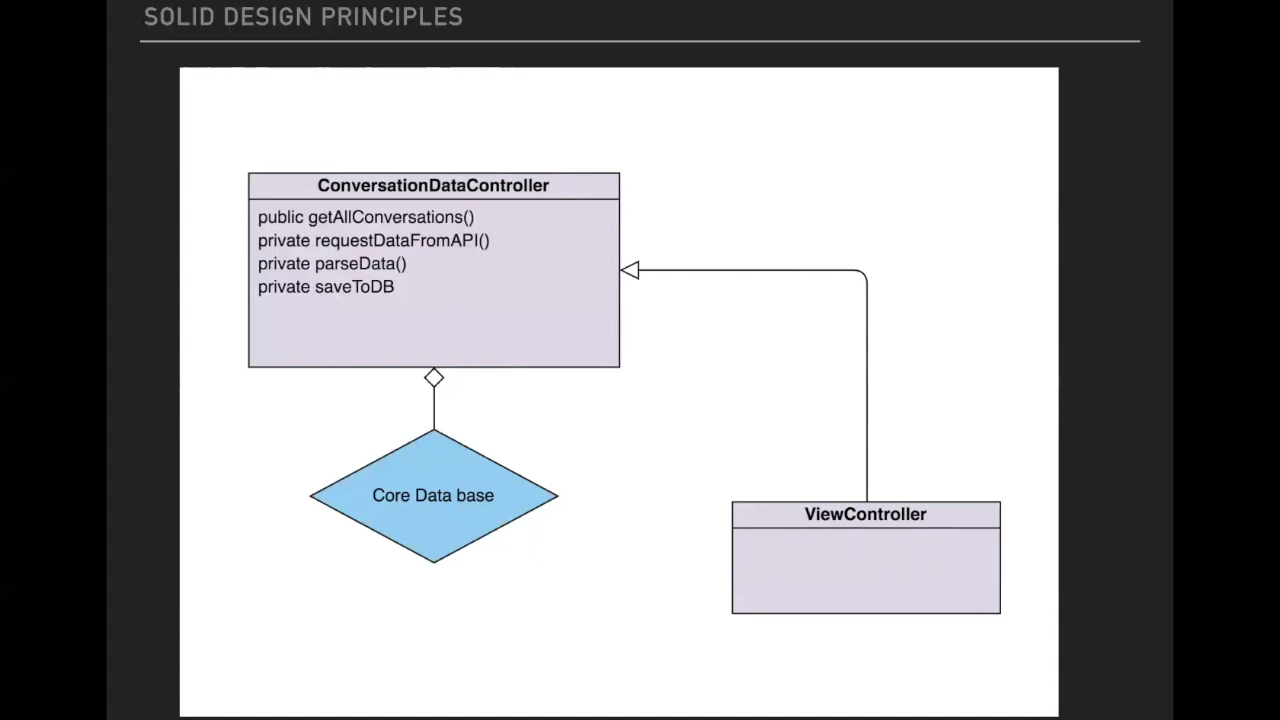 SOLID DESIGN PRINCIPLES
ConversationDataController
public getAllConversations()
private requestDataFromAPI()
private parseData()
private saveToDB
Core Data base
ViewController